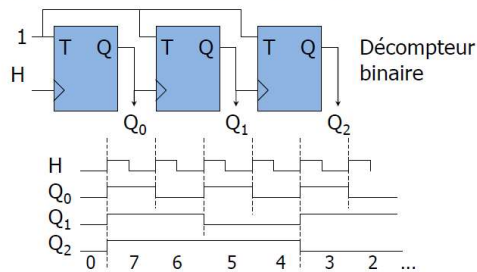 1
T Q T Q T Q
Décompteur
binaire
H
Q0 Q1 Q2
H
Q0
Q1
Q2
0 7 6 5 4 3 2 ...